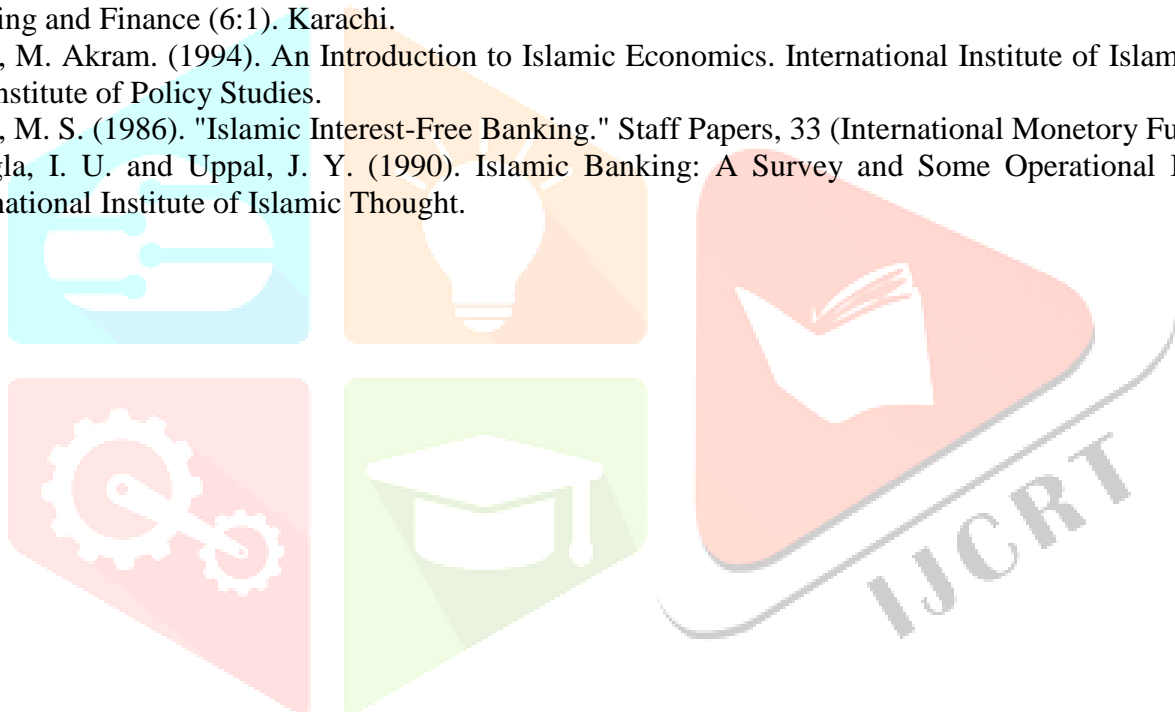 ing and Finance (6:1). Karachi.
, M. Akram. (1994). An Introduction to Islamic Economics. International Institute of Islam
nstitute of Policy Studies.
, M. S. (1986). "Islamic Interest-Free Banking." Staff Papers, 33 (International Monetory Fu
gla, I. U. and Uppal, J. Y. (1990). Islamic Banking: A Survey and Some Operational I
national Institute of Islamic Thought.
IJCRT